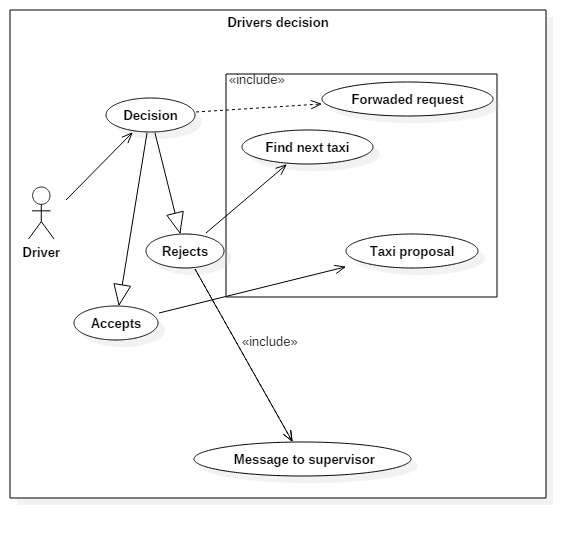 Drivers decision
«include»
Forwaded request
Decision
Find next taxi
Driver
Rejects
Taxi proposal
Accepts
«include»
Message to supervisor